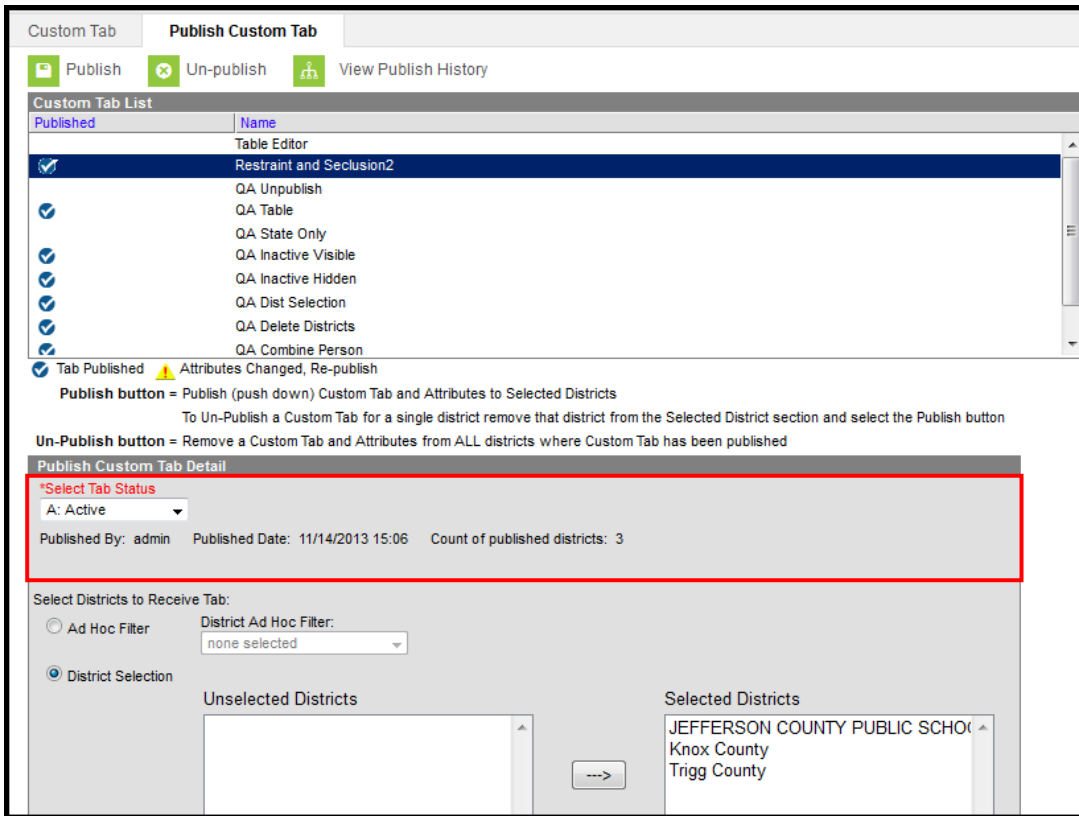 Custom Tab Publish Custom Tab
Publish Un-publish View Publish History
Custom Tab List
Published Name
Table Editor
Restraint and Seclusion2
QA Unpublish
QA Table
QA State Only
QA Inactive Visible
QA Inactive Hidden
QA Dist Selection
QA Delete Districts
QA Combine Person
Tab Published Attributes Changed, Re-publish
Publish button = Publish (push down) Custom Tab and Attributes to Selected Districts
To Un-Publish a Custom Tab for a single district remove that district from the Selected District section and select the Publish button
Un-Publish button = Remove a Custom Tab and Attributes from ALL districts where Custom Tab has been published
Publish Custom Tab Detail
*Select Tab Status
A: Active
Published By: admin Published Date: 11/14/2013 15:06 Count of published districts: 3
Select Districts to Receive Tab:
Ad Hoc Filter District Ad Hoc Filter:
none selected
District Selection
Unselected Districts Selected Districts
JEFFERSON COUNTY PUBLIC SCHO
Knox County
--->
Trigg County